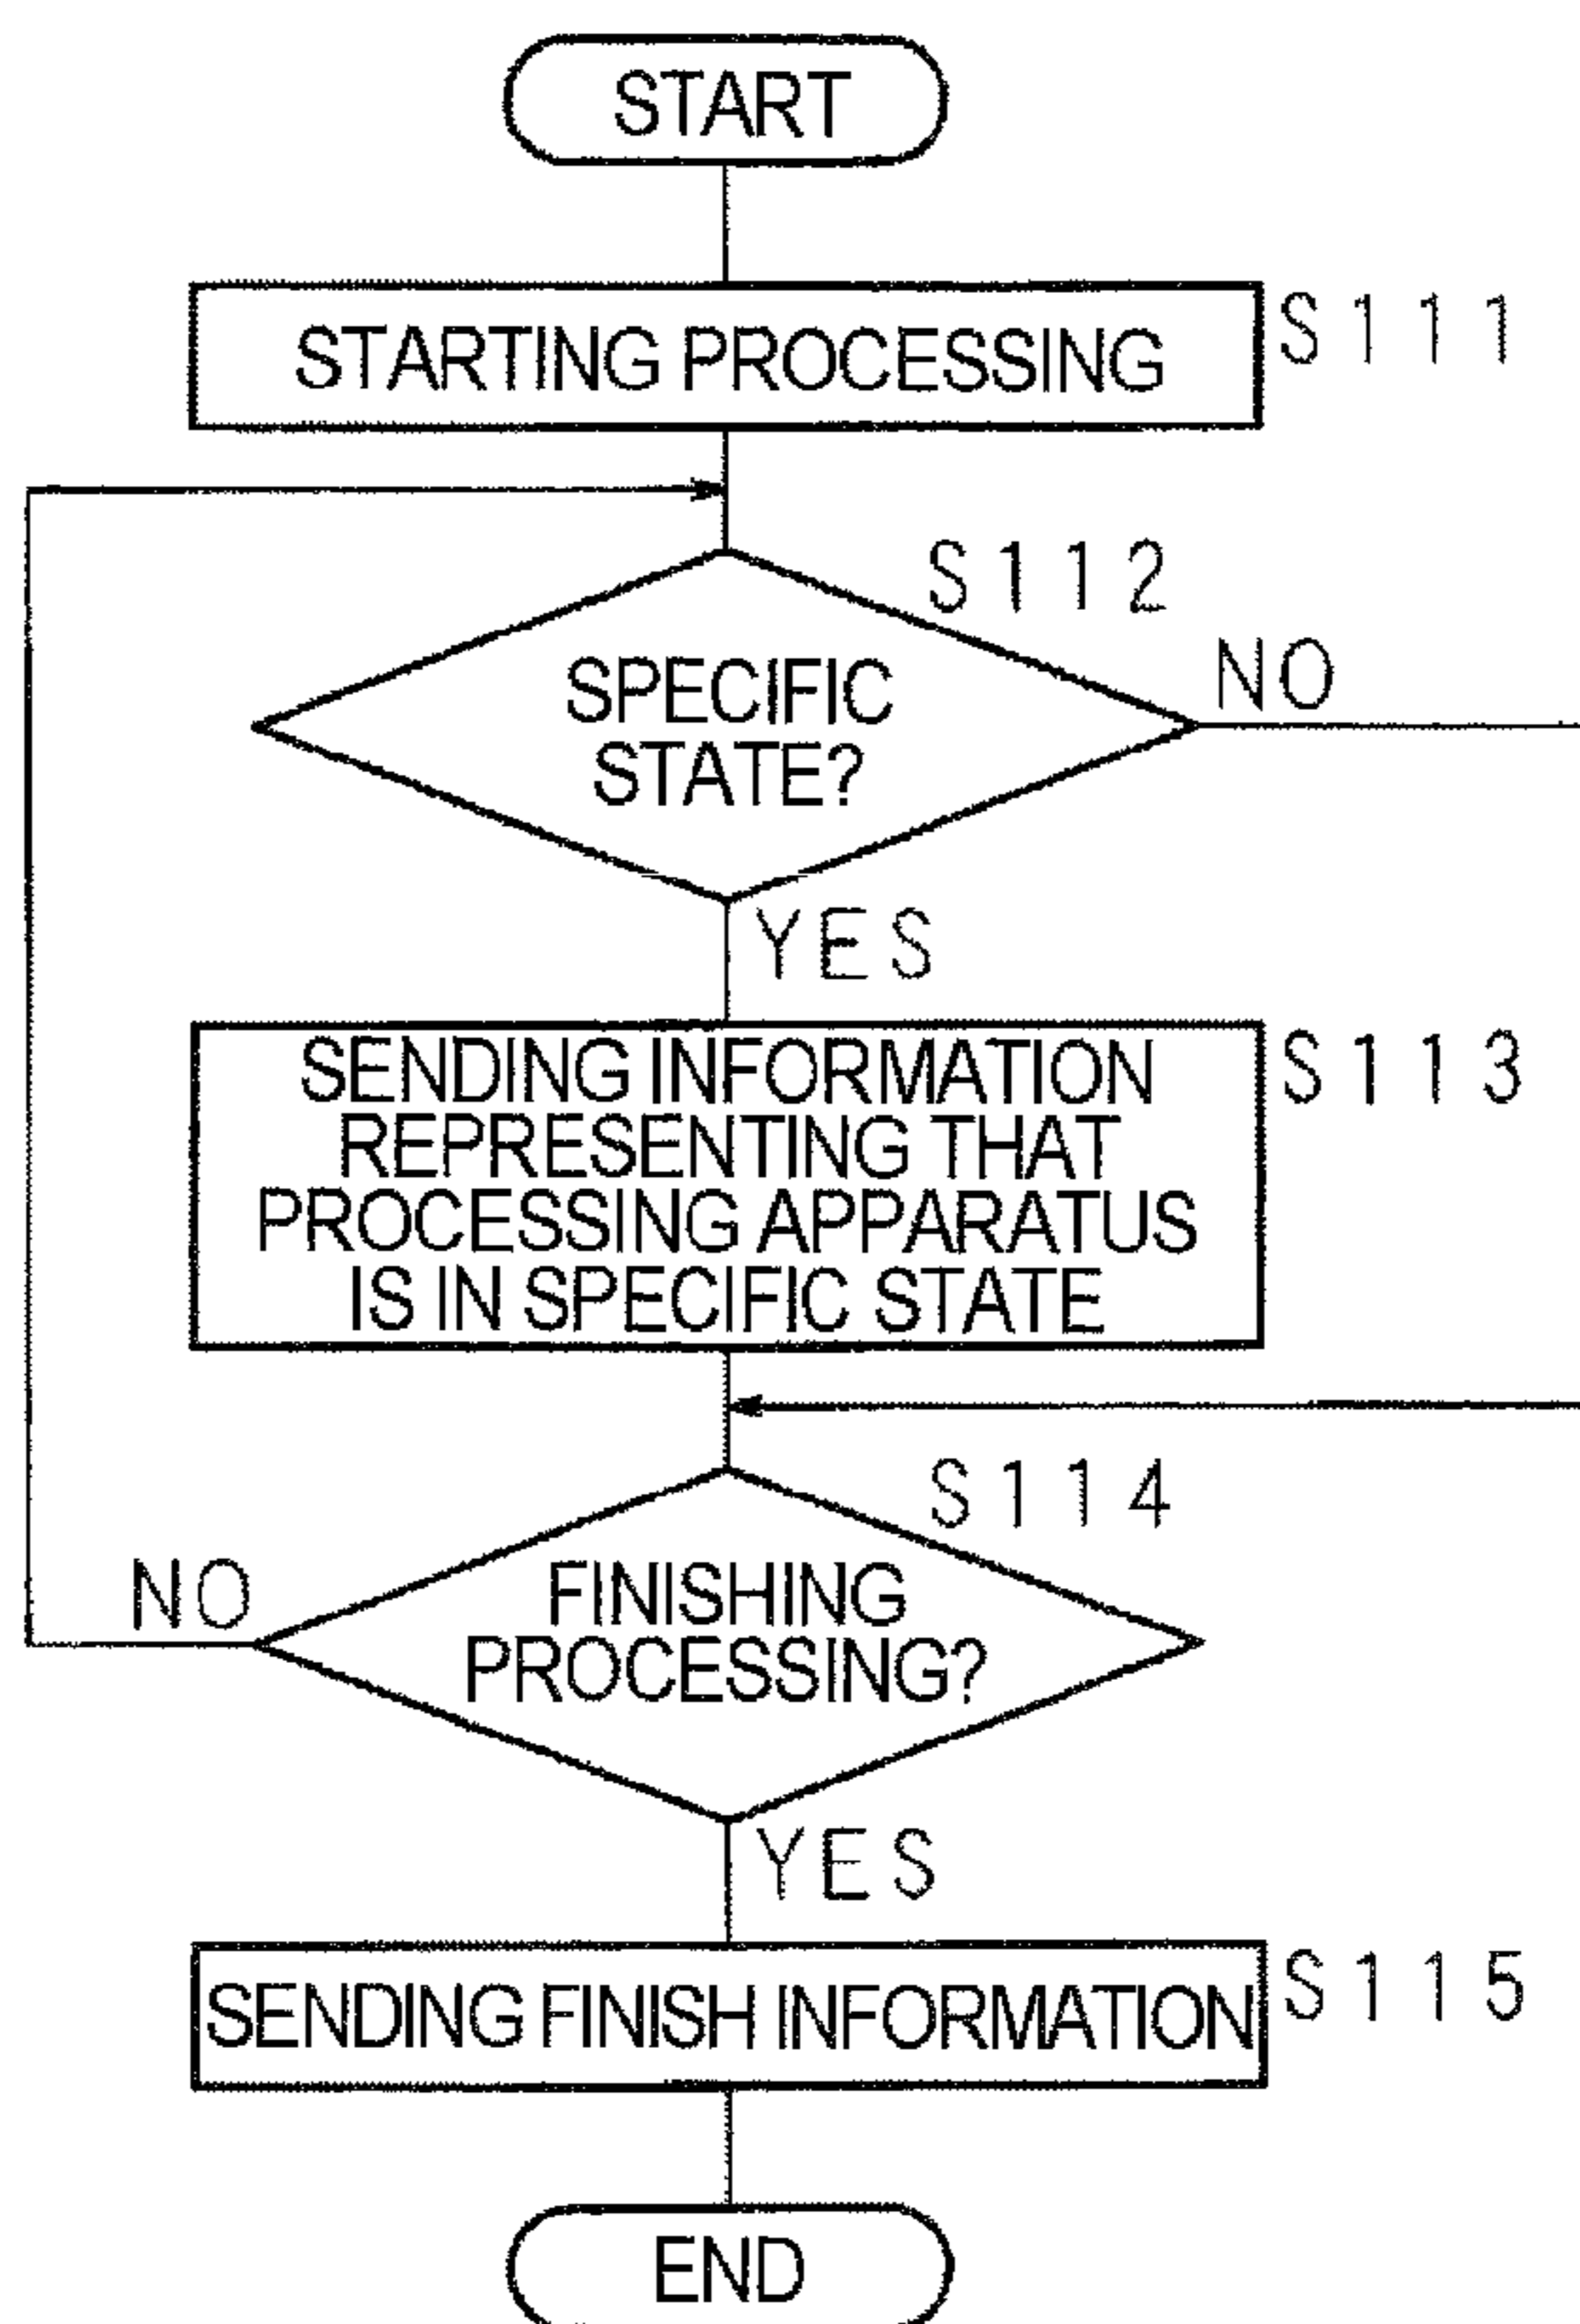 START
STARTING PROCESSING
S111
S112
SPECIFIC
STATE?
NO
YES
SENDING INFORMATION
REPRESENTING THAT
PROCESSING APPARATUS
IS IN SPECIFIC STATE
S113
S114
FINISHING
PROCESSING?
NO
YES
SENDING FINISH INFORMATION
S115
END